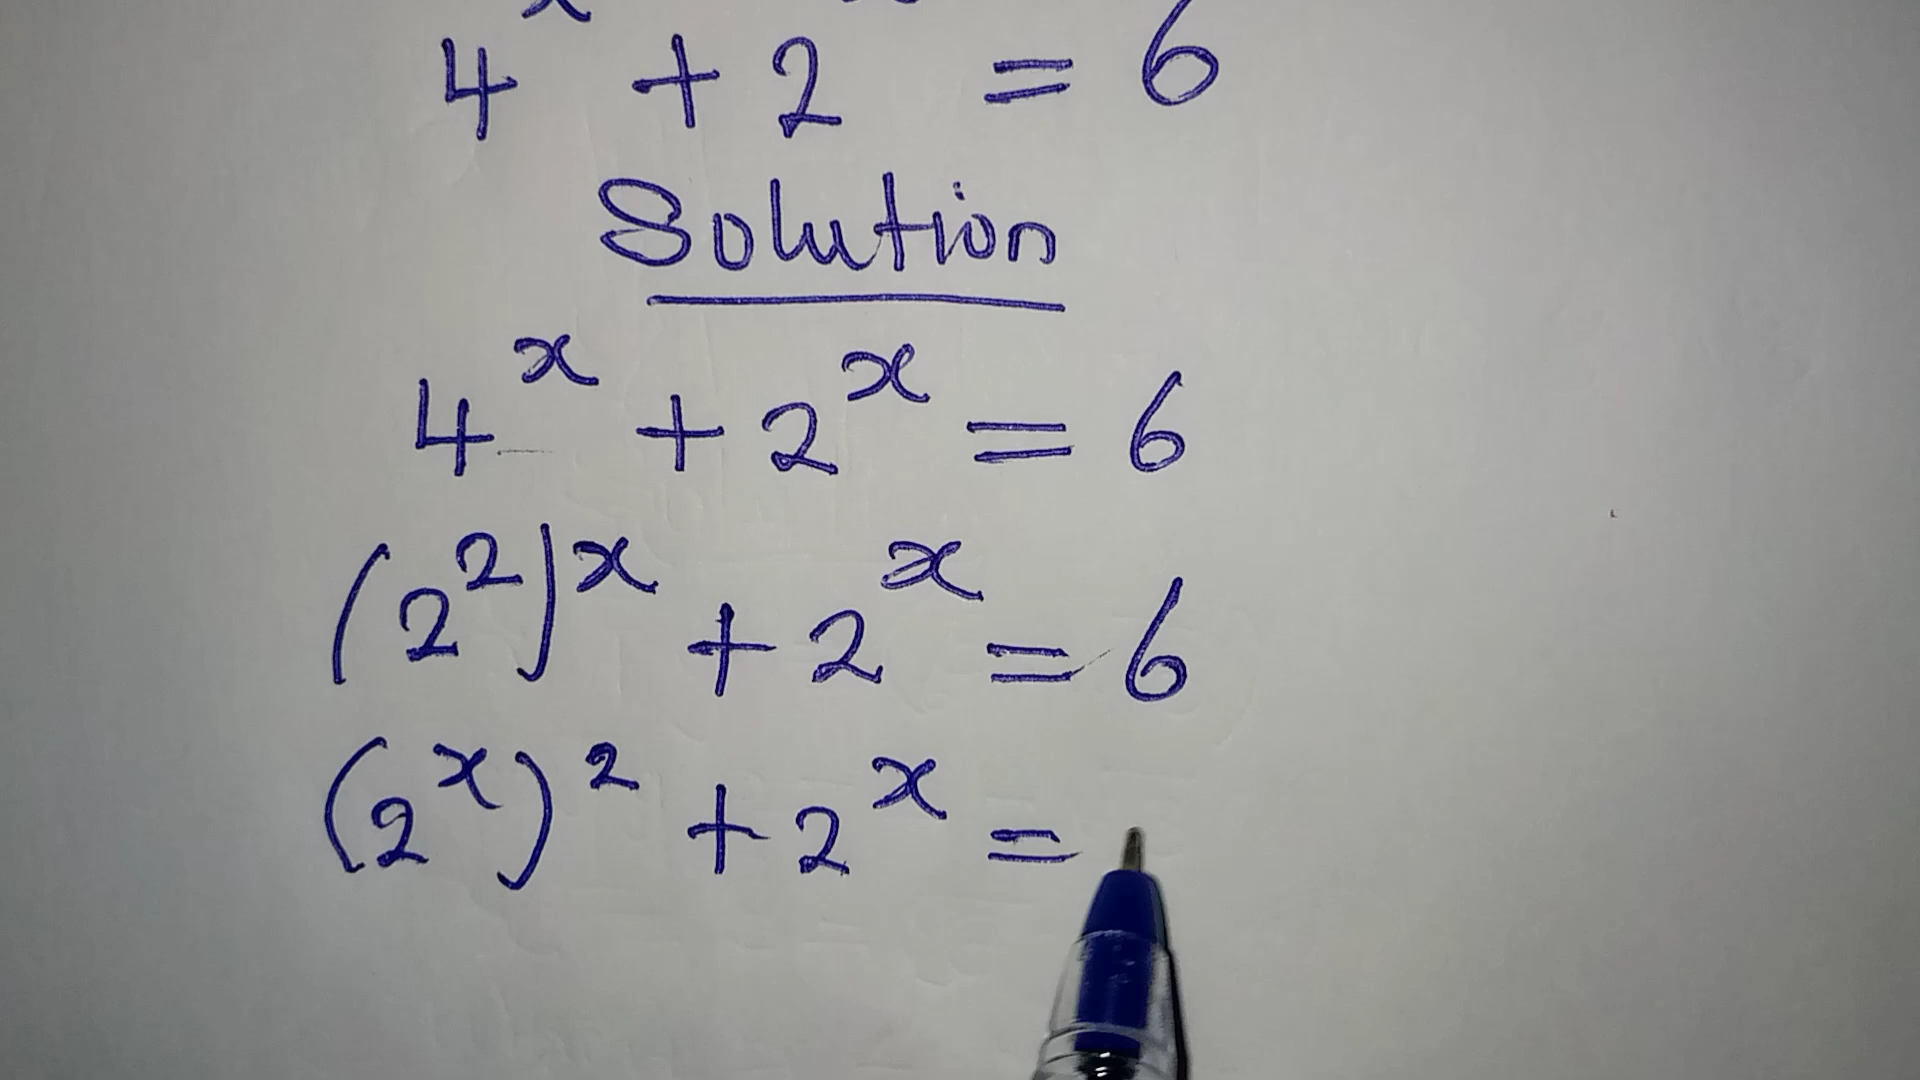 4^x + 2^x = 6
Solution
4^x + 2^x = 6
(2^2)^x + 2^x = 6
(2^x)^2 + 2^x =